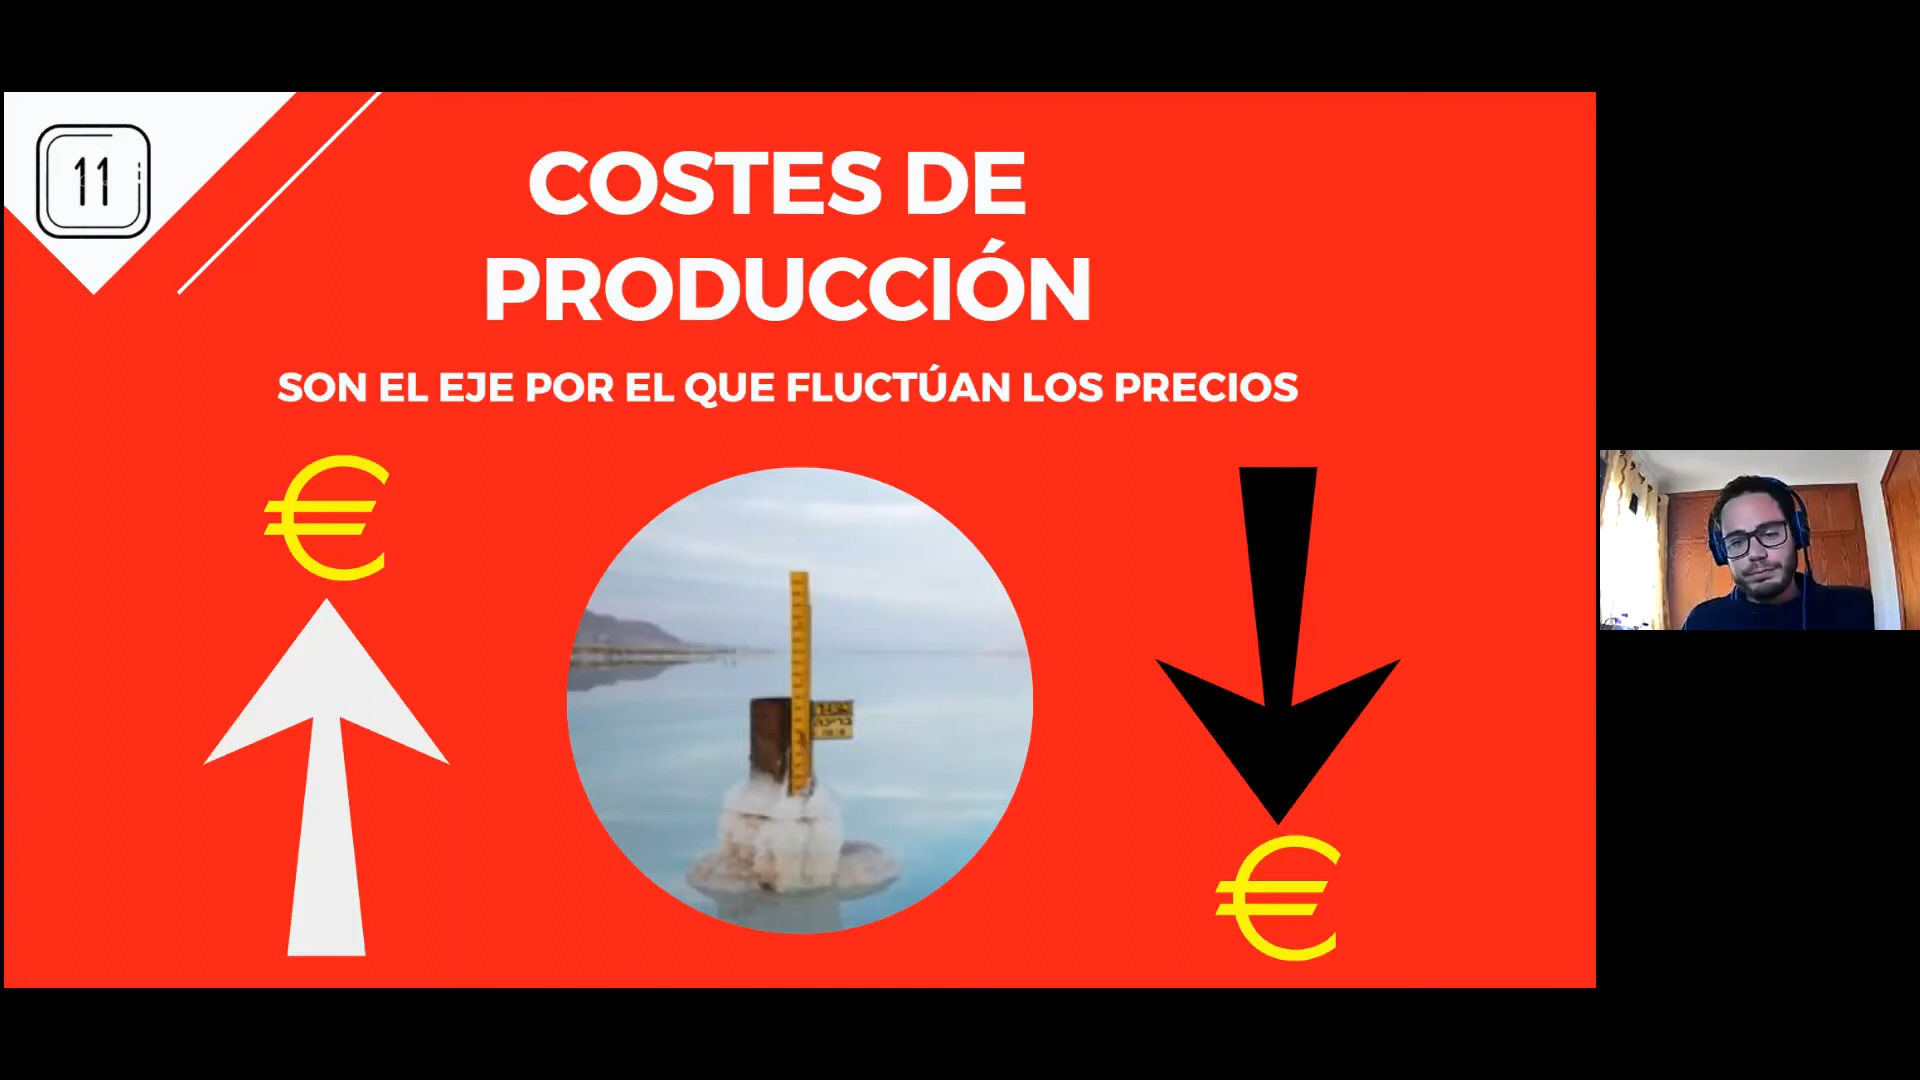 11
COSTES DE
PRODUCCIÓN
SON EL EJE POR EL QUE FLUCTÚAN LOS PRECIOS
€
€